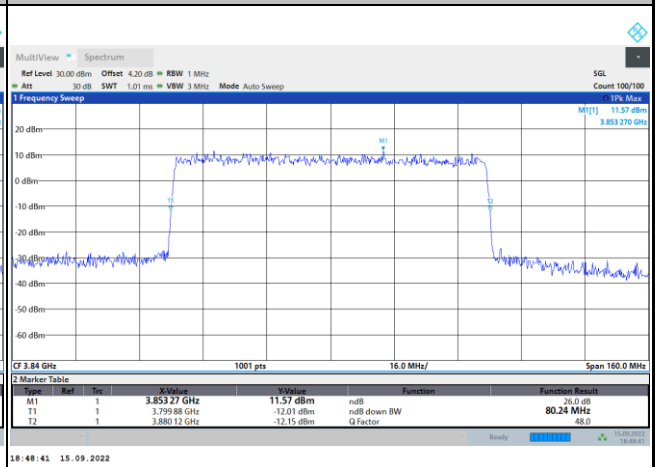 MultiView Spectrum
Ref Level 30.00 dBm Offset 4.20 dB RBW 1 MHz SGL
Att 30 dB SWT 1.01 ms VBW 3 MHz Mode Auto Sweep Count 100/100
1 Frequency Sweep 1Pk Max
M1[1] 11.57 dBm
3.853 270 GHz
20 dBm
M1
10 dBm
0 dBm
-10 dBm
T1 T2
-20 dBm
-30 dBm
-40 dBm
-50 dBm
-60 dBm
CF 3.84 GHz 1001 pts 16.0 MHz/ Span 160.0 MHz
2 Marker Table
Type Ref Trc X-Value Y-Value Function Function Result
M1 1 3.853 27 GHz 11.57 dBm ndB 26.0 dB
T1 1 3.799 88 GHz -12.01 dBm ndB down BW 80.24 MHz
T2 1 3.880 12 GHz -12.15 dBm Q Factor 48.0
Ready 15.09.2022
18:48:41
18:48:41 15.09.2022